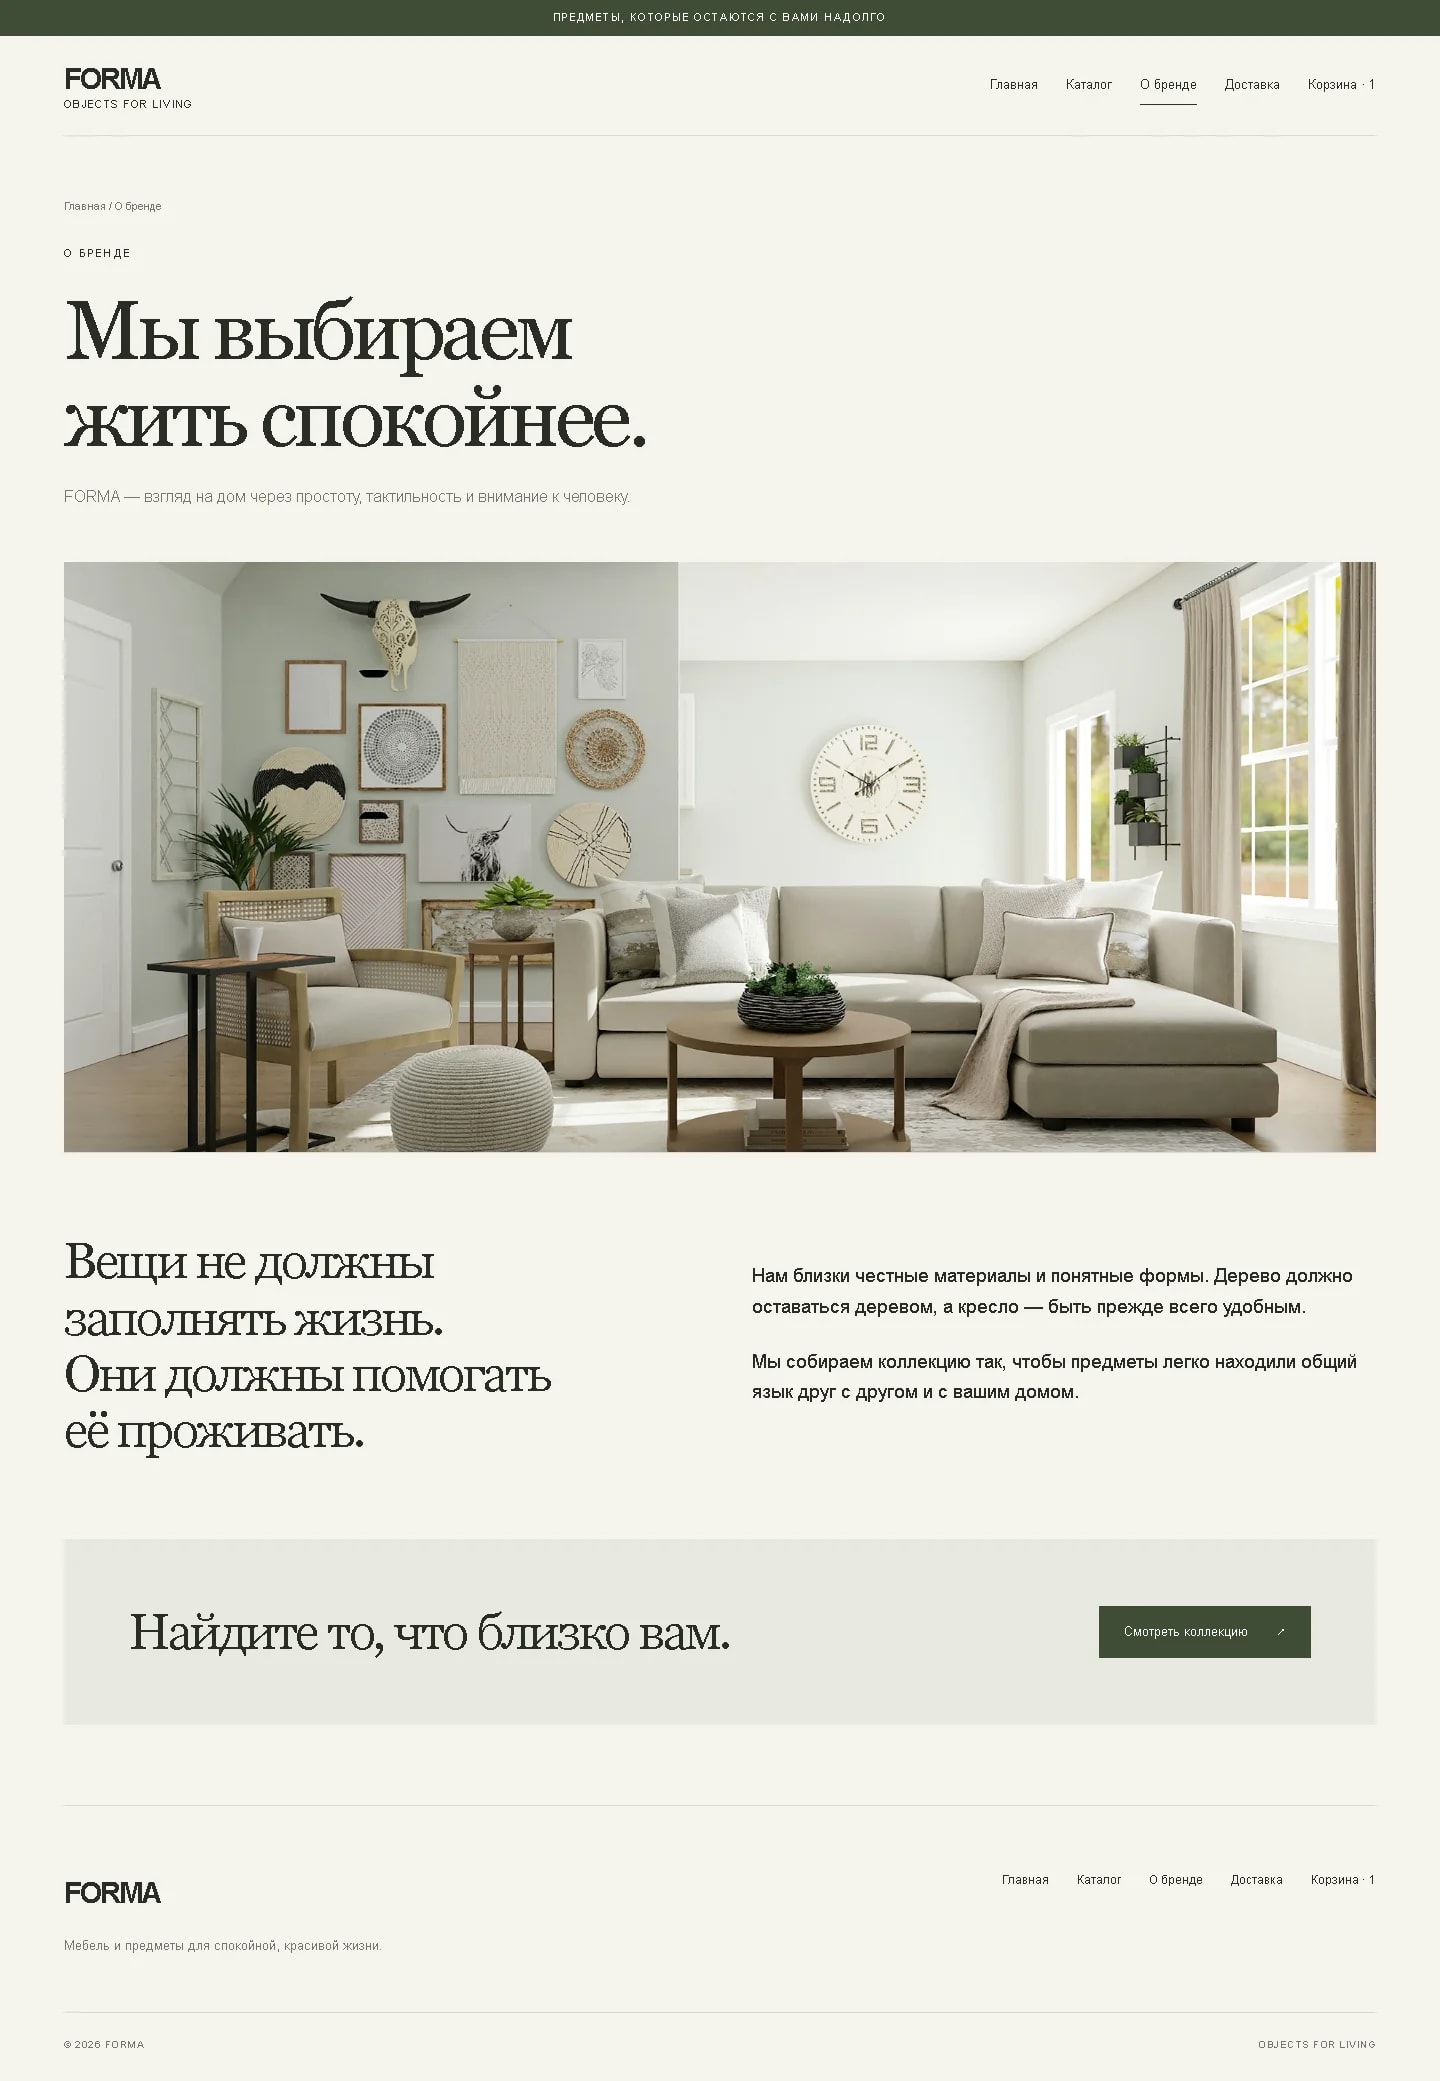 ПРЕДМЕТЫ, КОТОРЫЕ ОСТАЮТСЯ С ВАМИ НАДОЛГО
FORMA
OBJECTS FOR LIVING
Главная Каталог О бренде Доставка Корзина · 1
Главная / О бренде
О БРЕНДЕ
Мы выбираем
жить спокойнее.
FORMA — взгляд на дом через простоту, тактильность и внимание к человеку.
12
9 3
6
Вещи не должны
заполнять жизнь.
Они должны помогать
её проживать.
Нам близки честные материалы и понятные формы. Дерево должно
оставаться деревом, а кресло — быть прежде всего удобным.
Мы собираем коллекцию так, чтобы предметы легко находили общий
язык друг с другом и с вашим домом.
Найдите то, что близко вам.
Смотреть коллекцию ↗
FORMA
Главная Каталог О бренде Доставка Корзина · 1
Мебель и предметы для спокойной, красивой жизни.
© 2026 FORMA
OBJECTS FOR LIVING